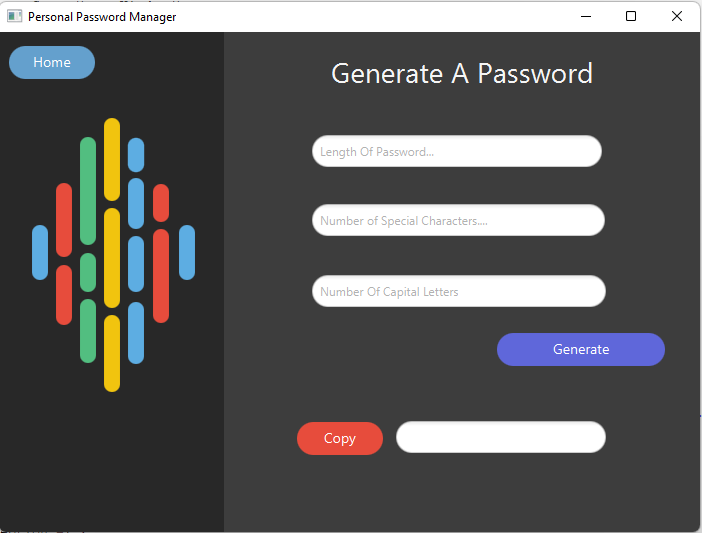 Personal Password Manager
Home
Generate A Password
Length Of Password...
Number of Special Characters....
Number Of Capital Letters
Generate
Copy